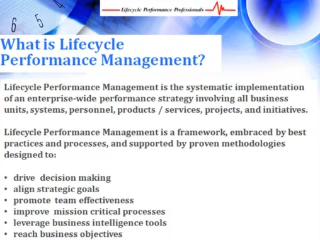 Lifecycle Performance Professionals
What is Lifecycle
Performance Management?
Lifecycle Performance Management is the systematic implementation
of an enterprise-wide performance strategy involving all business
units, systems, personnel, products / services, projects, and initiatives.
Lifecycle Performance Management is a framework, embraced by best
practices and processes, and supported by proven methodologies
designed to:
• drive decision making
• align strategic goals
• promote team effectiveness
• improve mission critical processes
• leverage business intelligence tools
• reach business objectives